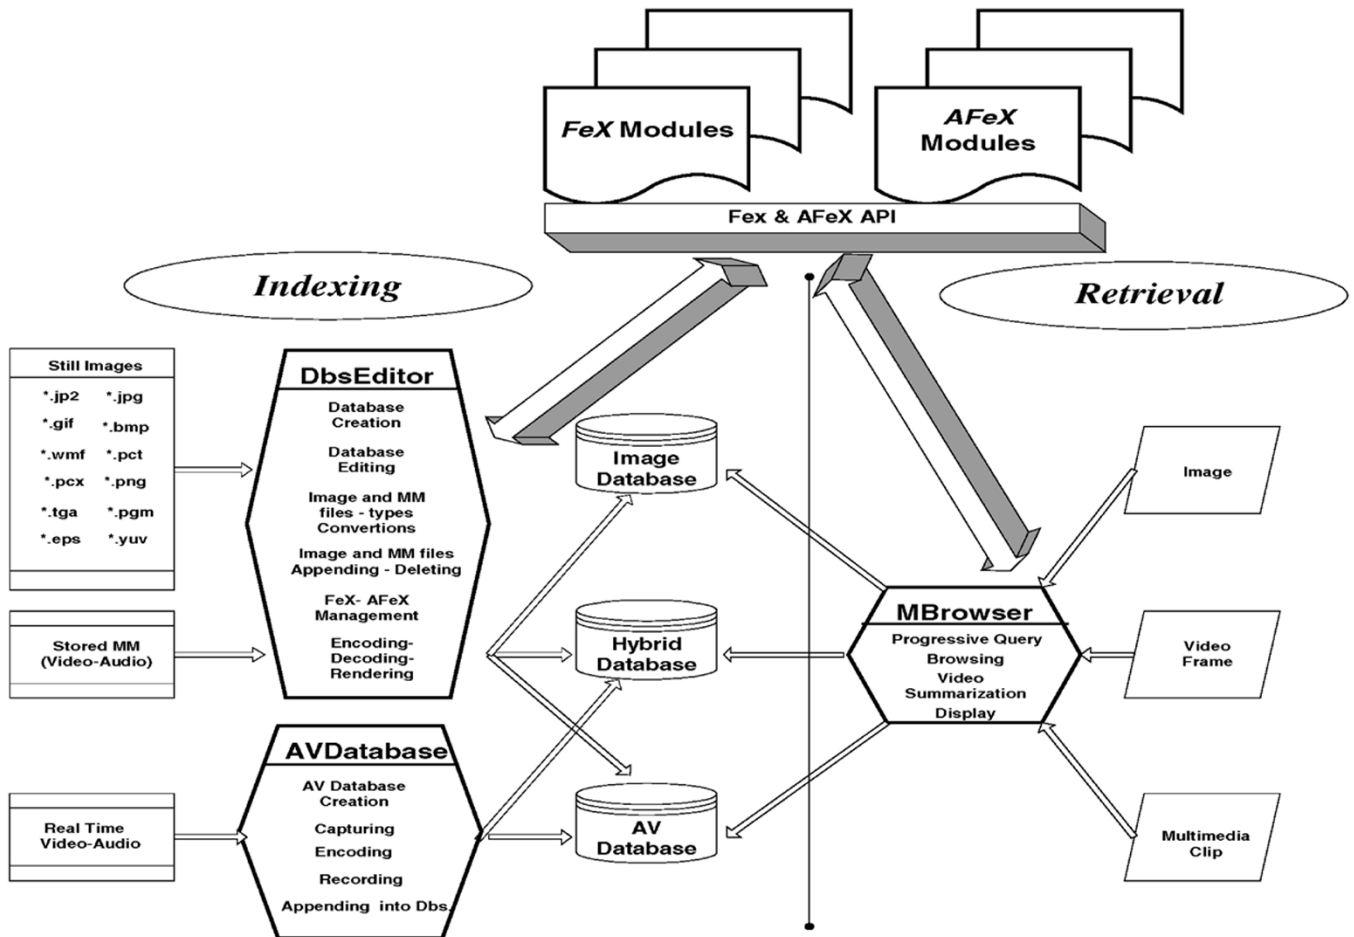 FeX Modules
AFeX
Modules
Fex & AFeX API
Indexing
Retrieval
Still Images
*.jp2 *.jpg
*.gif *.bmp
*.wmf *.pct
*.pcx *.png
*.tga *.pgm
*.eps *.yuv
Stored MM
(Video-Audio)
Real Time
Video-Audio
DbsEditor
Database
Creation
Database
Editing
Image and MM
files - types
Convertions
Image and MM files
Appending - Deleting
FeX- AFeX
Management
Encoding-
Decoding-
Rendering
AVDatabase
AV Database
Creation
Capturing
Encoding
Recording
Appending into Dbs.
Image
Database
Hybrid
Database
AV
Database
MBrowser
Progressive Query
Browsing
Video
Summarization
Display
Image
Video
Frame
Multimedia
Clip